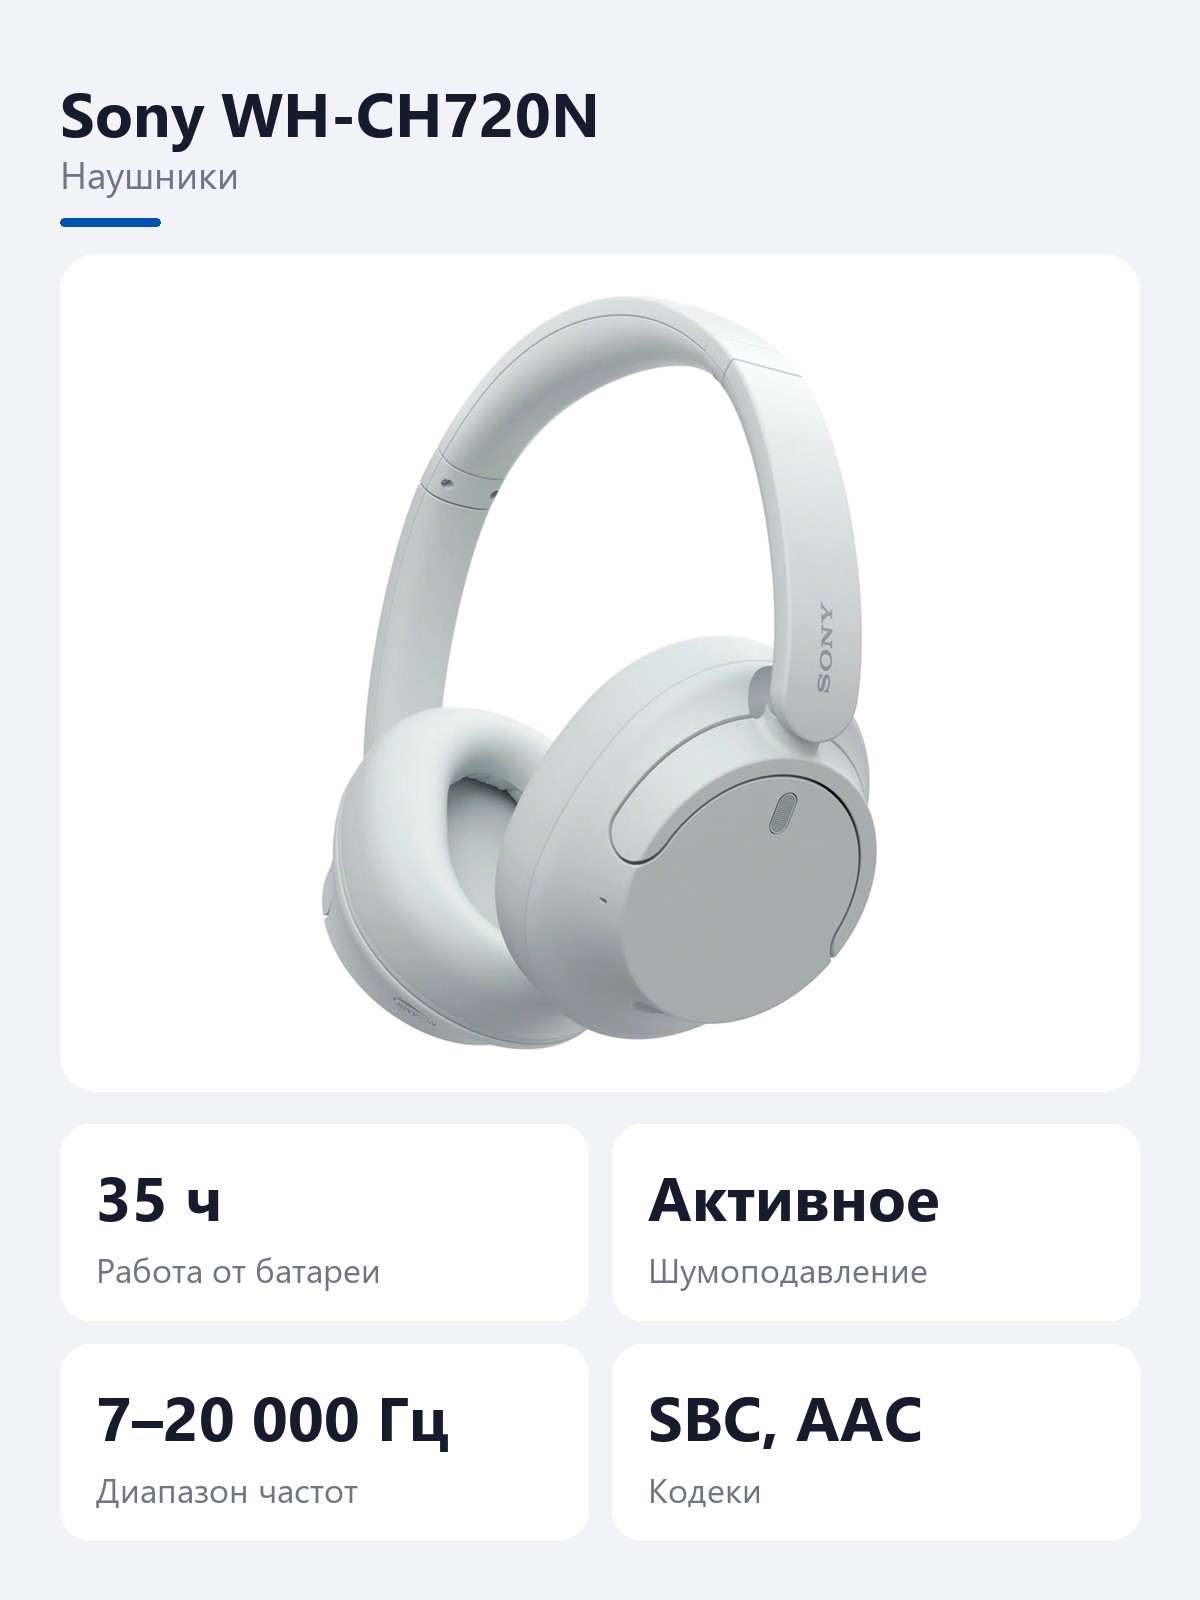 Sony WH-CH720N
Наушники
SONY
35 ч
Работа от батареи
Активное
Шумоподавление
7–20 000 Гц
Диапазон частот
SBC, AAC
Кодеки